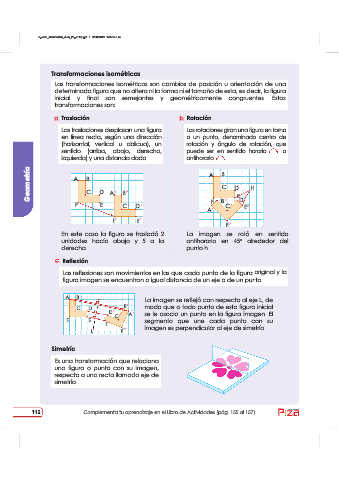 Transformaciones isométricas
Las transformaciones isométricas son cambios de posición u orientación de una
determinada figura que no altera ni la forma ni el tamaño de esta, es decir, la figura
inicial y final son semejantes y geométricamente congruentes. Estas
transformaciones son:
a) Traslación
Las traslaciones desplazan una figura
en línea recta, según una dirección
(horizontal, vertical u oblicua), un
sentido (arriba, abajo, derecha,
izquierda) y una distancia dada
En este caso la figura se trasladó 2
unidades hacia abajo y 5 a la
derecha
b) Rotación
Las rotaciones giran una figura en torno
a un punto, denominado centro de
rotación y ángulo de rotación, que
puede ser en sentido horario o
antihorario
La imagen se rotó en sentido
antihorario en 45° alrededor del
punto h
c) Reflexión
Las reflexiones son movimientos en los que cada punto de la figura original y la
figura imagen se encuentran a igual distancia de un eje o de un punto
La imagen se reflejó con respecto al eje L, de
modo que a todo punto de esta figura inicial
se le asocia un punto en la figura imagen. El
segmento que une cada punto con su
imagen es perpendicular al eje de simetría
Simetría
Es una transformación que relaciona
una figura o punto con su imagen,
respecto a una recta llamada eje de
simetría
Geometría
112
Complementa tu aprendizaje en el Libro de Actividades (pág. 155 al 157)